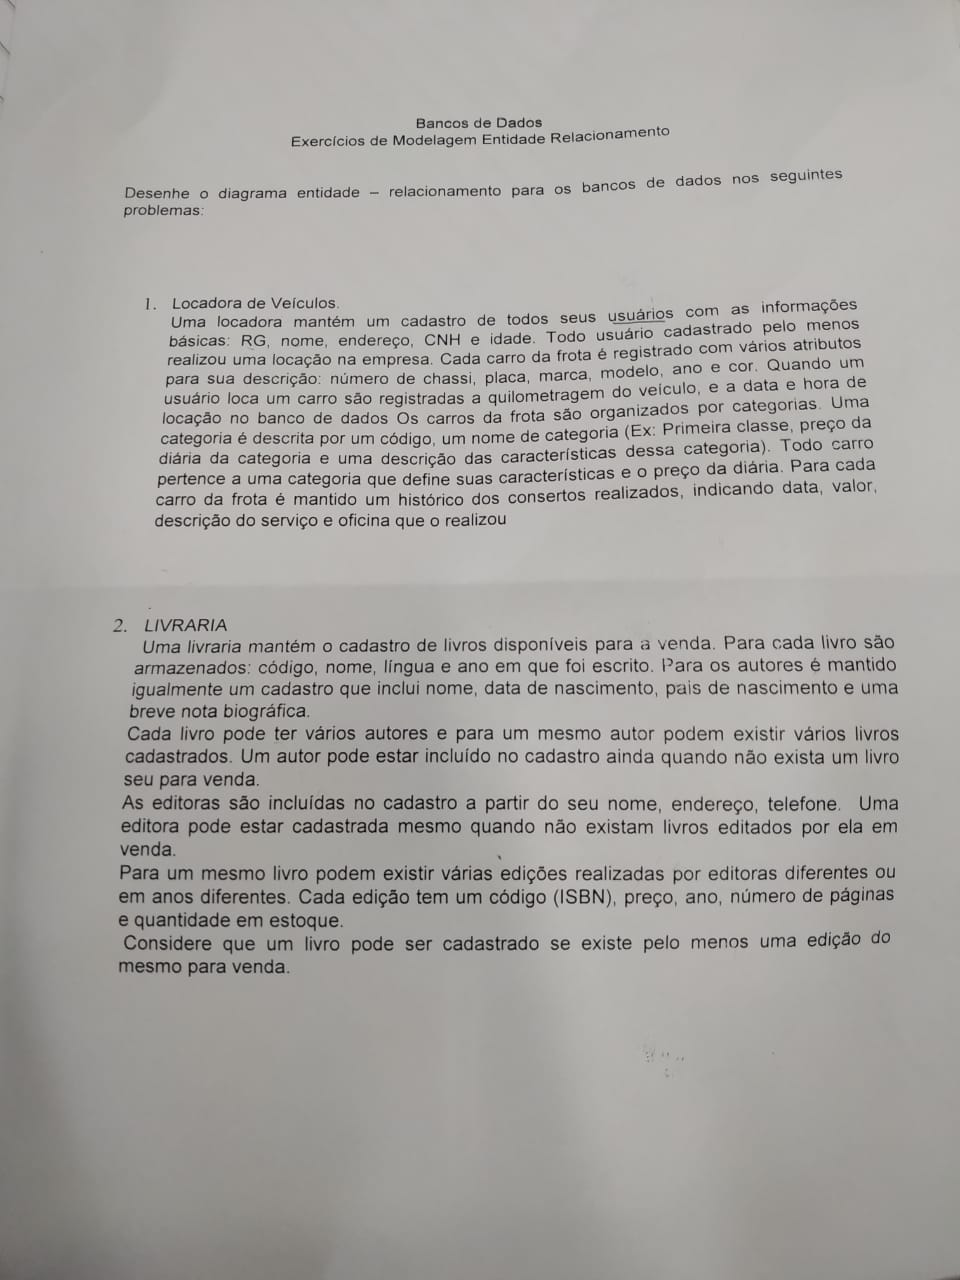 Bancos de Dados
Exercícios de Modelagem Entidade Relacionamento
Desenhe o diagrama entidade – relacionamento para os bancos de dados nos seguintes
problemas:
1. Locadora de Veículos.
Uma locadora mantém um cadastro de todos seus usuários com as informações
básicas: RG, nome, endereço, CNH e idade. Todo usuário cadastrado pelo menos
realizou uma locação na empresa. Cada carro da frota é registrado com vários atributos
para sua descrição: número de chassi, placa, marca, modelo, ano e cor. Quando um
usuário loca um carro são registradas a quilometragem do veículo, e a data e hora de
locação no banco de dados Os carros da frota são organizados por categorias. Uma
categoria é descrita por um código, um nome de categoria (Ex: Primeira classe, preço da
diária da categoria e uma descrição das características dessa categoria). Todo carro
pertence a uma categoria que define suas características e o preço da diária. Para cada
carro da frota é mantido um histórico dos consertos realizados, indicando data, valor,
descrição do serviço e oficina que o realizou
2. LIVRARIA
Uma livraria mantém o cadastro de livros disponíveis para a venda. Para cada livro são
armazenados: código, nome, língua e ano em que foi escrito. Para os autores é mantido
igualmente um cadastro que inclui nome, data de nascimento, pais de nascimento e uma
breve nota biográfica.
Cada livro pode ter vários autores e para um mesmo autor podem existir vários livros
cadastrados. Um autor pode estar incluído no cadastro ainda quando não exista um livro
seu para venda.
As editoras são incluídas no cadastro a partir do seu nome, endereço, telefone. Uma
editora pode estar cadastrada mesmo quando não existam livros editados por ela em
venda.
Para um mesmo livro podem existir várias edições realizadas por editoras diferentes ou
em anos diferentes. Cada edição tem um código (ISBN), preço, ano, número de páginas
e quantidade em estoque.
Considere que um livro pode ser cadastrado se existe pelo menos uma edição do
mesmo para venda.